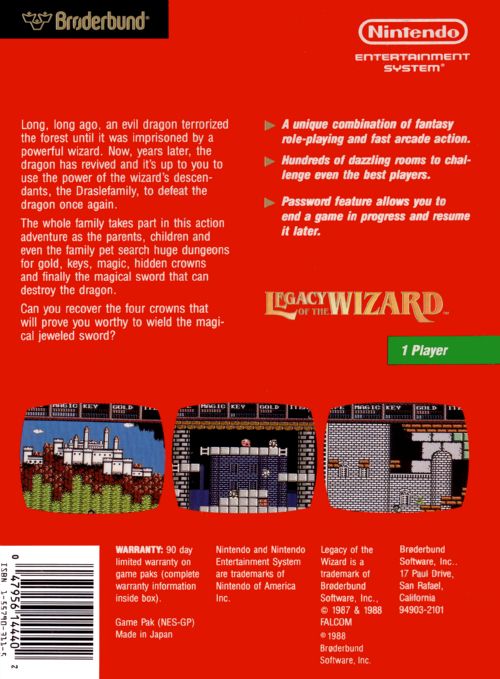 Brøderbund®
Nintendo
ENTERTAINMENT
SYSTEM®
Long, long ago, an evil dragon terrorized
the forest until it was imprisoned by a
powerful wizard. Now, years later, the
dragon has revived and it's up to you to
use the power of the wizard's descen-
dants, the Draslefamily, to defeat the
dragon once again.
The whole family takes part in this action
adventure as the parents, children and
even the family pet search huge dungeons
for gold, keys, magic, hidden crowns
and finally the magical sword that can
destroy the dragon.
Can you recover the four crowns that
will prove you worthy to wield the magi-
cal jeweled sword?
A unique combination of fantasy
role-playing and fast arcade action.
Hundreds of dazzling rooms to chal-
lenge even the best players.
Password feature allows you to
end a game in progress and resume
it later.
LEGACY
OF THE WIZARD™
1 Player
MAGIC KEY GOLD
MAGIC KEY GOLD
MAGIC KEY GOLD
WARRANTY: 90 day
limited warranty on
game paks (complete
warranty information
inside box).
Game Pak (NES-GP)
Made in Japan
Nintendo and Nintendo
Entertainment System
are trademarks of
Nintendo of America
Inc.
Legacy of the
Wizard is a
trademark of
Brøderbund
Software, Inc.,
© 1987 & 1988
FALCOM
©1988
Brøderbund
Software, Inc.
Brøderbund
Software, Inc..
17 Paul Drive,
San Rafael,
California
94903-2101
0 47956 14440 2
ISBN 1-55790-311-5